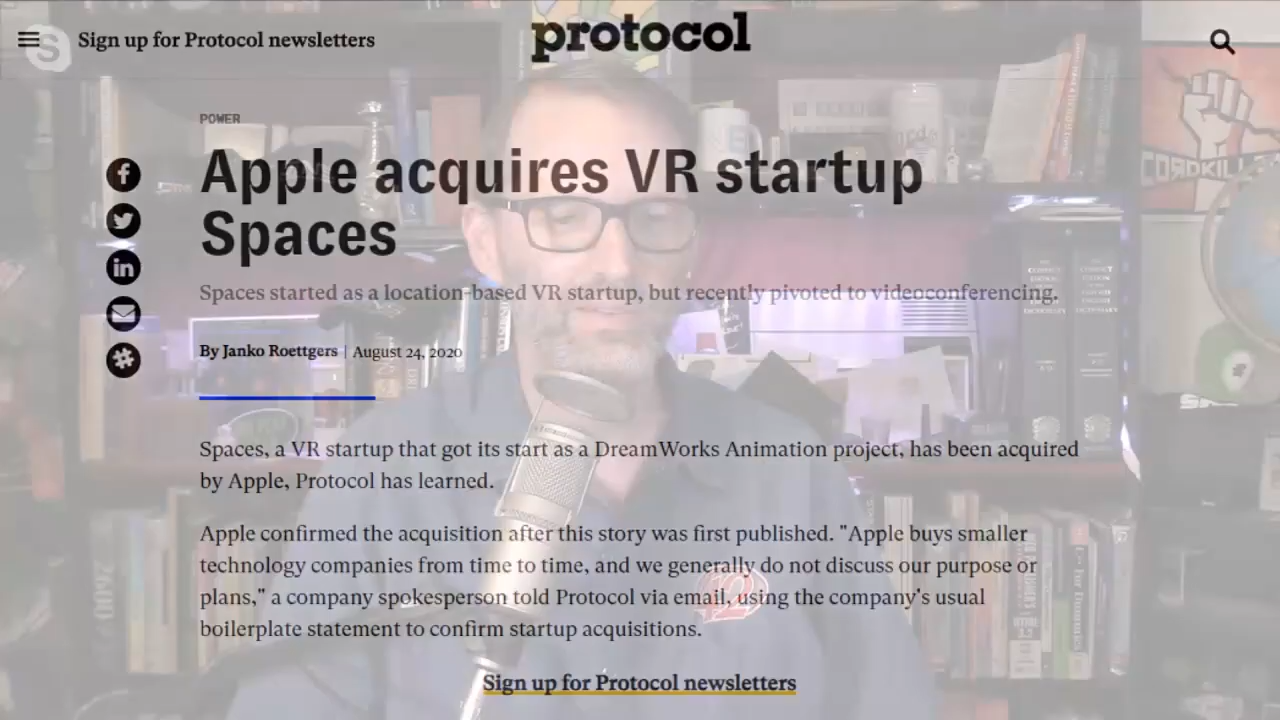 Sign up for Protocol newsletters
protocol
POWER
Apple acquires VR startup
Spaces
Spaces started as a location-based VR startup, but recently pivoted to videoconferencing.
By Janko Roettgers | August 24, 2020
Spaces, a VR startup that got its start as a DreamWorks Animation project, has been acquired
by Apple, Protocol has learned.
Apple confirmed the acquisition after this story was first published. "Apple buys smaller
technology companies from time to time, and we generally do not discuss our purpose or
plans," a company spokesperson told Protocol via email, using the company's usual
boilerplate statement to confirm startup acquisitions.
Sign up for Protocol newsletters
CORDKIL